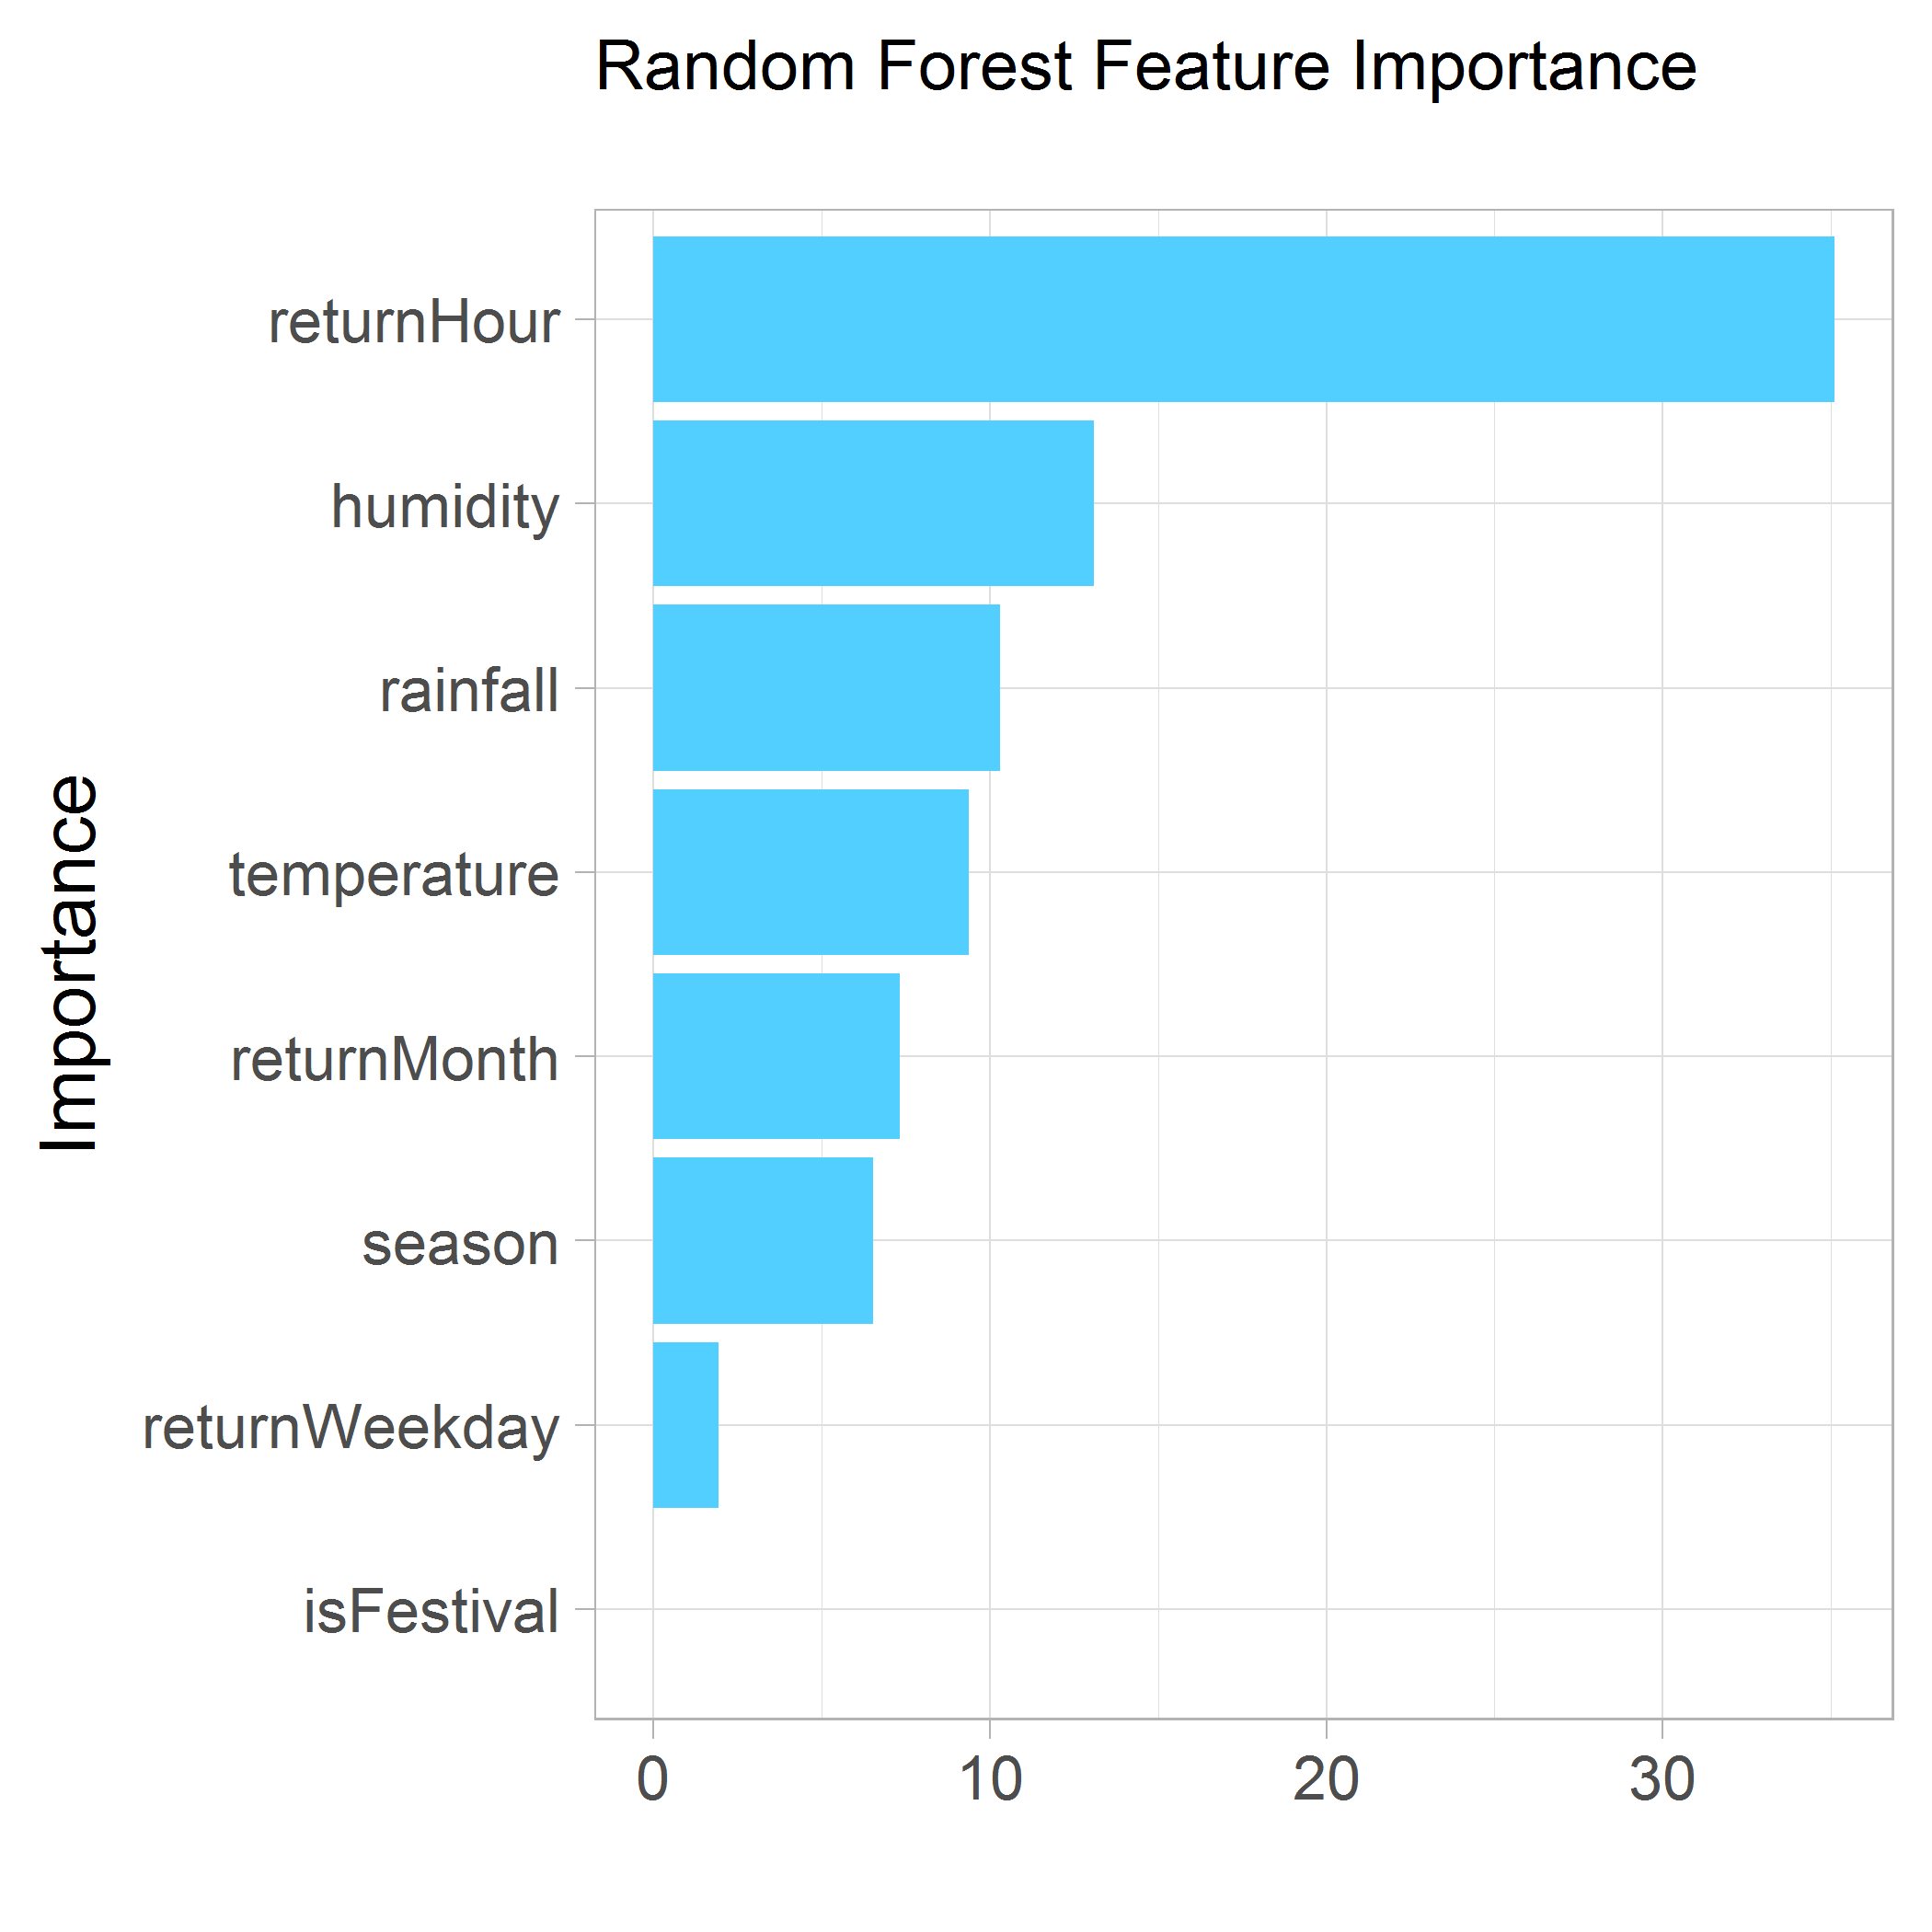 Random Forest Feature Importance
Importance
returnHour
humidity
rainfall
temperature
returnMonth
season
returnWeekday
isFestival
0 10 20 30